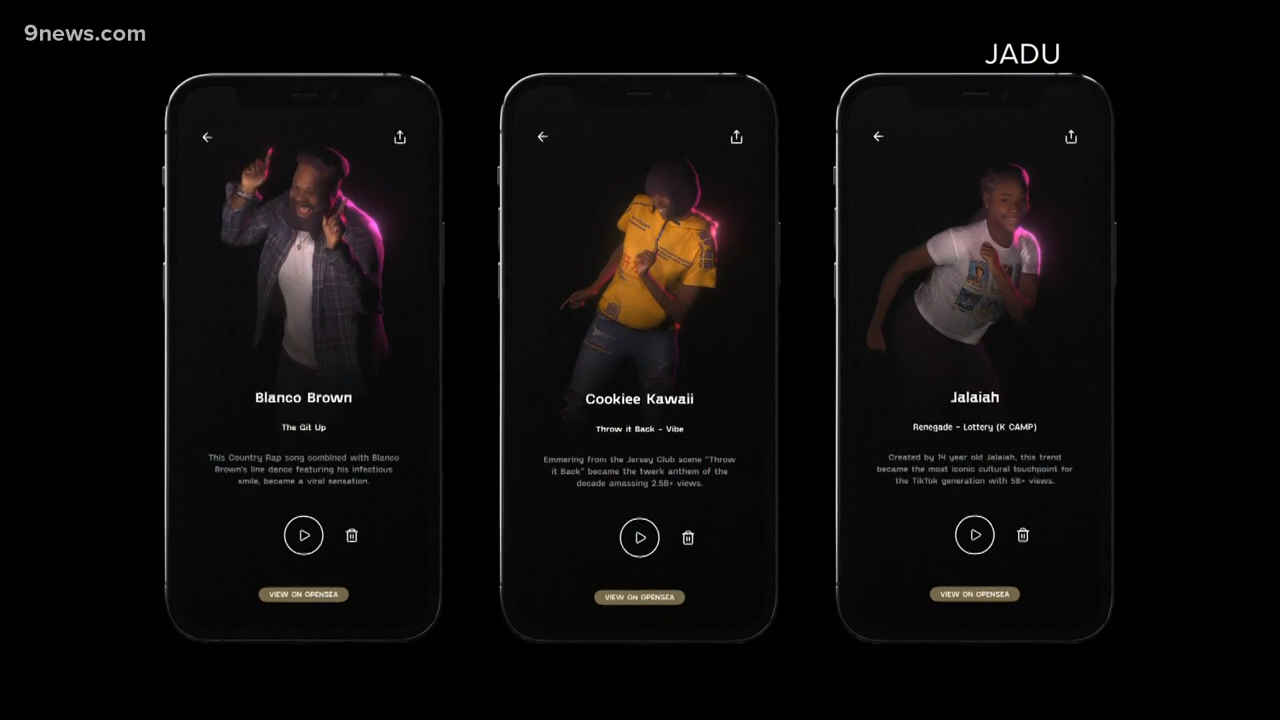 9news.com
JADU
Blanco Brown
The Git Up
This Country Rap song combined with Blanco
Brown's line dance featuring his infectious
smile, became a viral sensation.
VIEW ON OPENSEA
Cookiee Kawaii
Throw it Back - Vibe
Emmering from the Jersey Club scene "Throw
it Back" became the twerk anthem of the
decade amassing 2.5B+ views.
VIEW ON OPENSEA
Jalaiah
Renegade - Lottery (K CAMP)
Created by 14 year old Jalaiah, this trend
became the most iconic cultural touchpoint for
the TikTok generation with 5B+ views.
VIEW ON OPENSEA